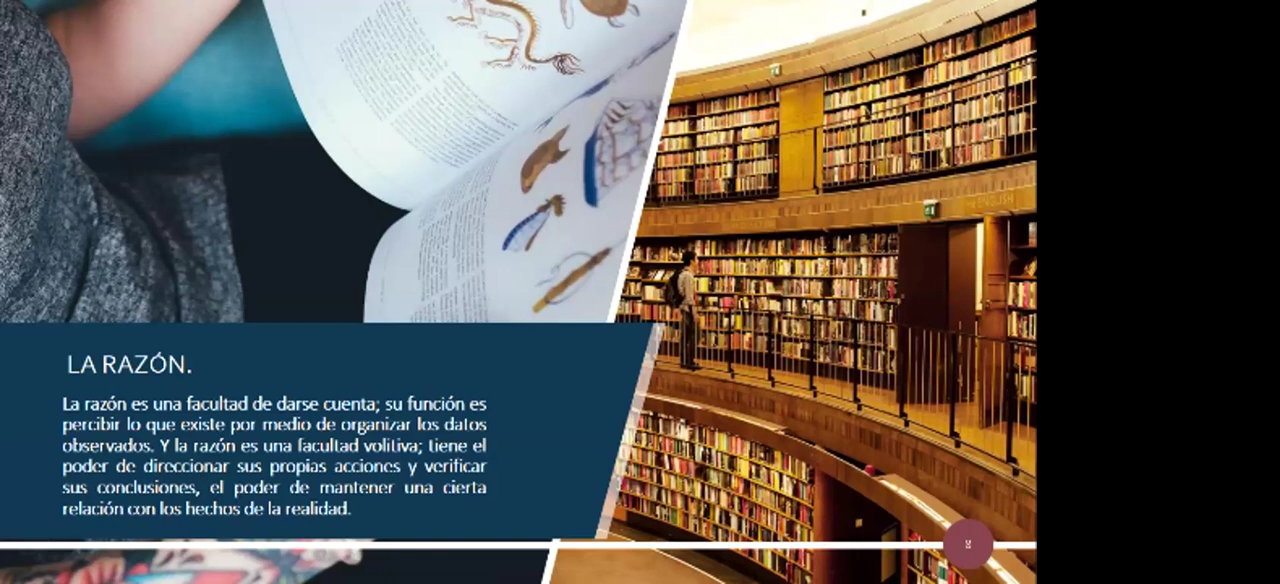 LA RAZÓN.
La razón es una facultad de darse cuenta; su función es
percibir lo que existe por medio de organizar los datos
observados. Y la razón es una facultad volitiva; tiene el
poder de direccionar sus propias acciones y verificar
sus conclusiones, el poder de mantener una cierta
relación con los hechos de la realidad.